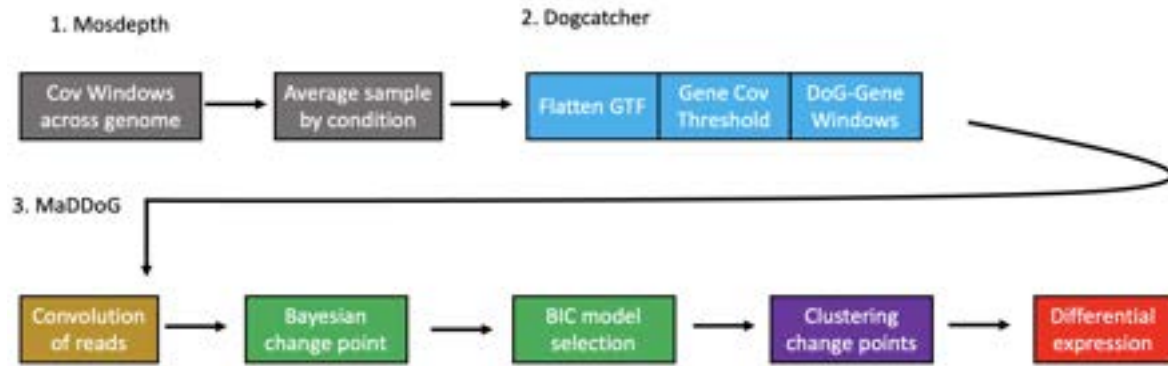 1. Mosdepth
2. Dogcatcher
Cov Windows
across genome
Average sample
by condition
Flatten GTF
Gene Cov
Threshold
DoG-Gene
Windows
3. MaDDoG
Convolution
of reads
Bayesian
change point
BIC model
selection
Clustering
change points
Differential
expression